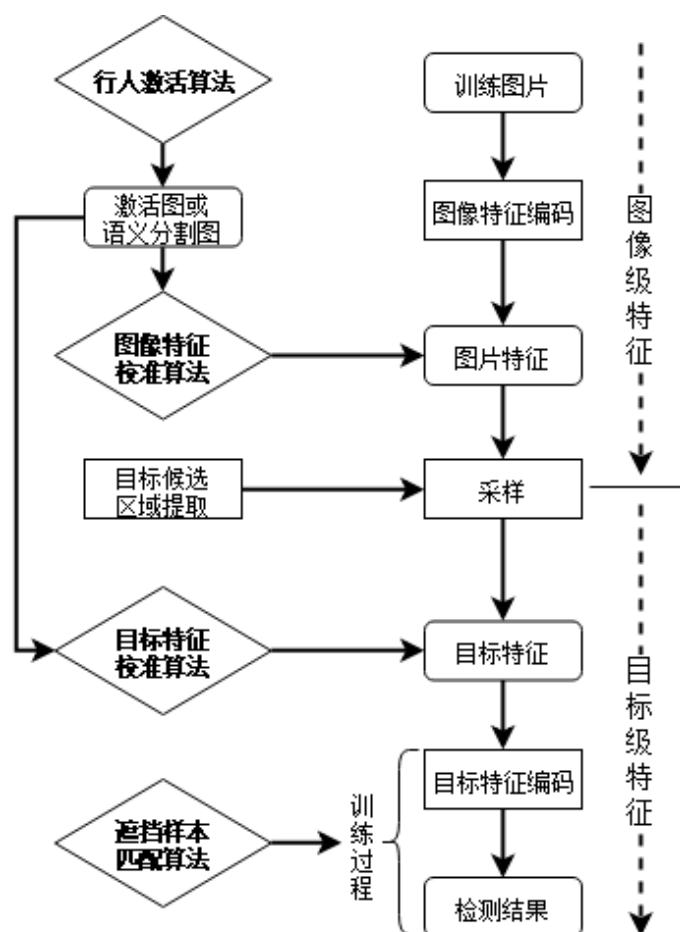 行人激活算法
训练图片
激活图或
语义分割图
图像特征编码
图像级特征
图像特征
校准算法
图片特征
目标候选
区域提取
采样
目标特征
校准算法
目标特征
目标级特征
遮挡样本
匹配算法
训练过程
目标特征编码
检测结果